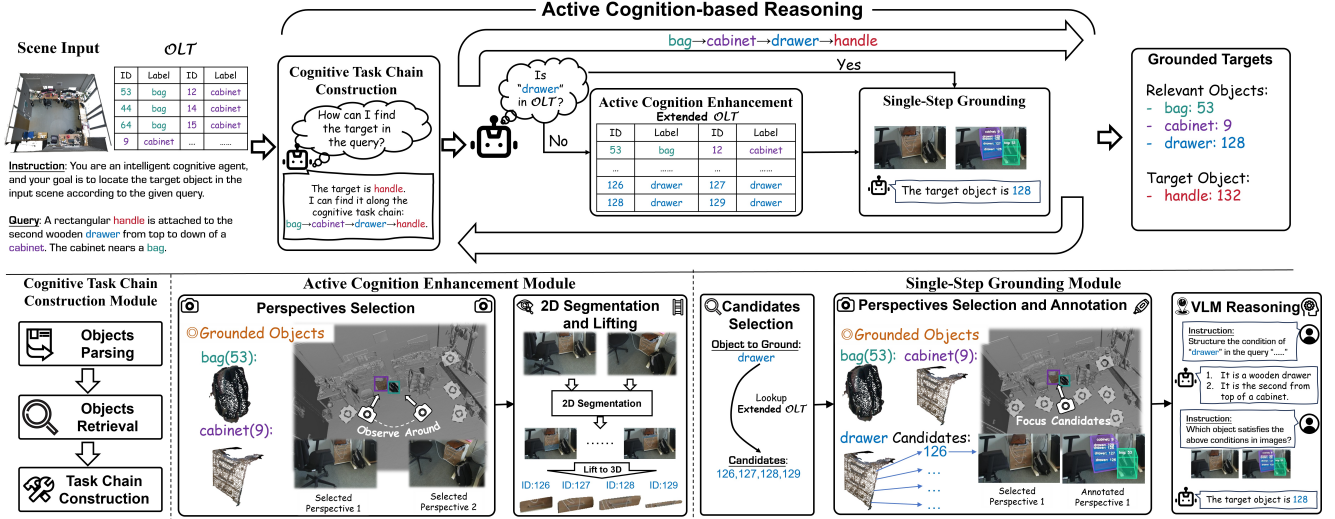 Active Cognition-based Reasoning
Scene Input
OLT
ID Label ID Label
53 bag 12 cabinet
44 bag 14 cabinet
64 bag 15 cabinet
9 cabinet ... ......
Instruction: You are an intelligent cognitive agent,
and your goal is to locate the target object in the
input scene according to the given query.
Query: A rectangular handle is attached to the
second wooden drawer from top to down of a
cabinet. The cabinet nears a bag.
Cognitive Task Chain
Construction
How can I find
the target in
the query?
The target is handle.
I can find it along the
cognitive task chain:
bag→cabinet→drawer→handle.
bag→cabinet→drawer→handle
Is
"drawer"
in OLT?
Yes
No
Active Cognition Enhancement
Extended OLT
ID Label ID Label
53 bag 12 cabinet
... ...... ... ......
126 drawer 127 drawer
128 drawer 129 drawer
Single-Step Grounding
The target object is 128
Grounded Targets
Relevant Objects:
- bag: 53
- cabinet: 9
- drawer: 128
Target Object:
- handle: 132
Cognitive Task Chain
Construction Module
Objects
Parsing
Objects
Retrieval
Task Chain
Construction
Active Cognition Enhancement Module
Perspectives Selection
Grounded Objects
bag(53):
cabinet(9):
Observe Around
Selected
Perspective 1
Selected
Perspective 2
2D Segmentation
and Lifting
2D Segmentation
......
Lift to 3D
ID:126 ID:127 ID:128 ID:129
Single-Step Grounding Module
Candidates
Selection
Object to Ground:
drawer
Lookup
Extended OLT
Candidates:
126,127,128,129
Perspectives Selection and Annotation
Grounded Objects
bag(53): cabinet(9):
Focus Candidates
drawer Candidates:
126
...
...
...
Selected
Perspective 1
Annotated
Perspective 1
VLM Reasoning
Instruction:
Structure the condition of
"drawer" in the query "......"
1. It is a wooden drawer
2. It is the second from
top of a cabinet.
Instruction:
Which object satisfies the
above conditions in images?
The target object is 128